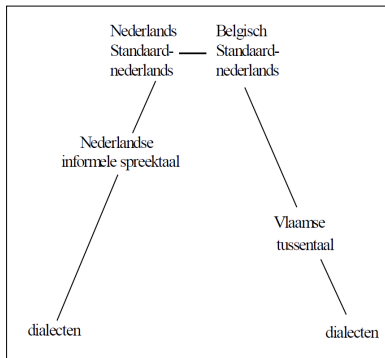 Nederlands
Standaard-
nederlands
Belgisch
Standaard-
nederlands
Nederlandse
informele spreektaal
Vlaamse
tussentaal
dialecten
dialecten